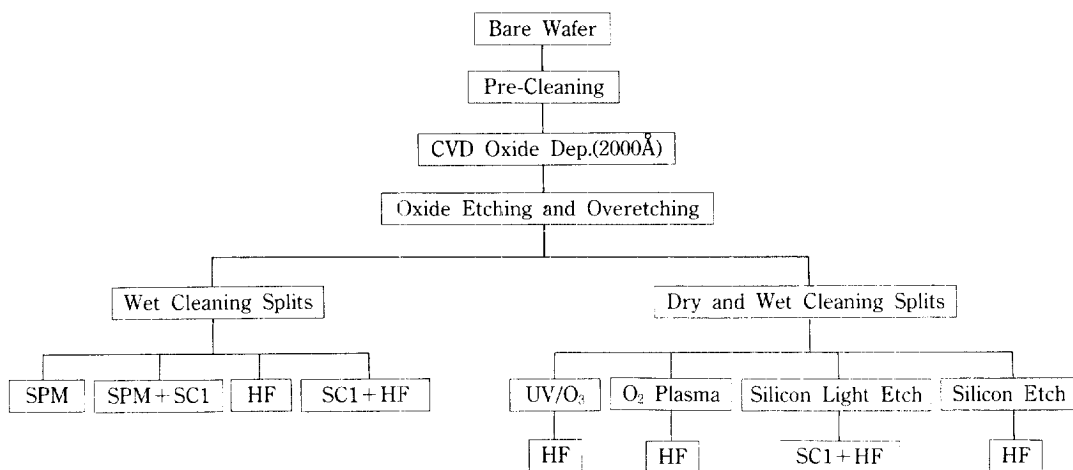 Bare Wafer
Pre-Cleaning
CVD Oxide Dep.(2000Å)
Oxide Etching and Overetching
Wet Cleaning Splits
Dry and Wet Cleaning Splits
SPM
SPM+SC1
HF
SC1+HF
UV/O₃
O₂ Plasma
Silicon Light Etch
Silicon Etch
HF
HF
SC1+HF
HF